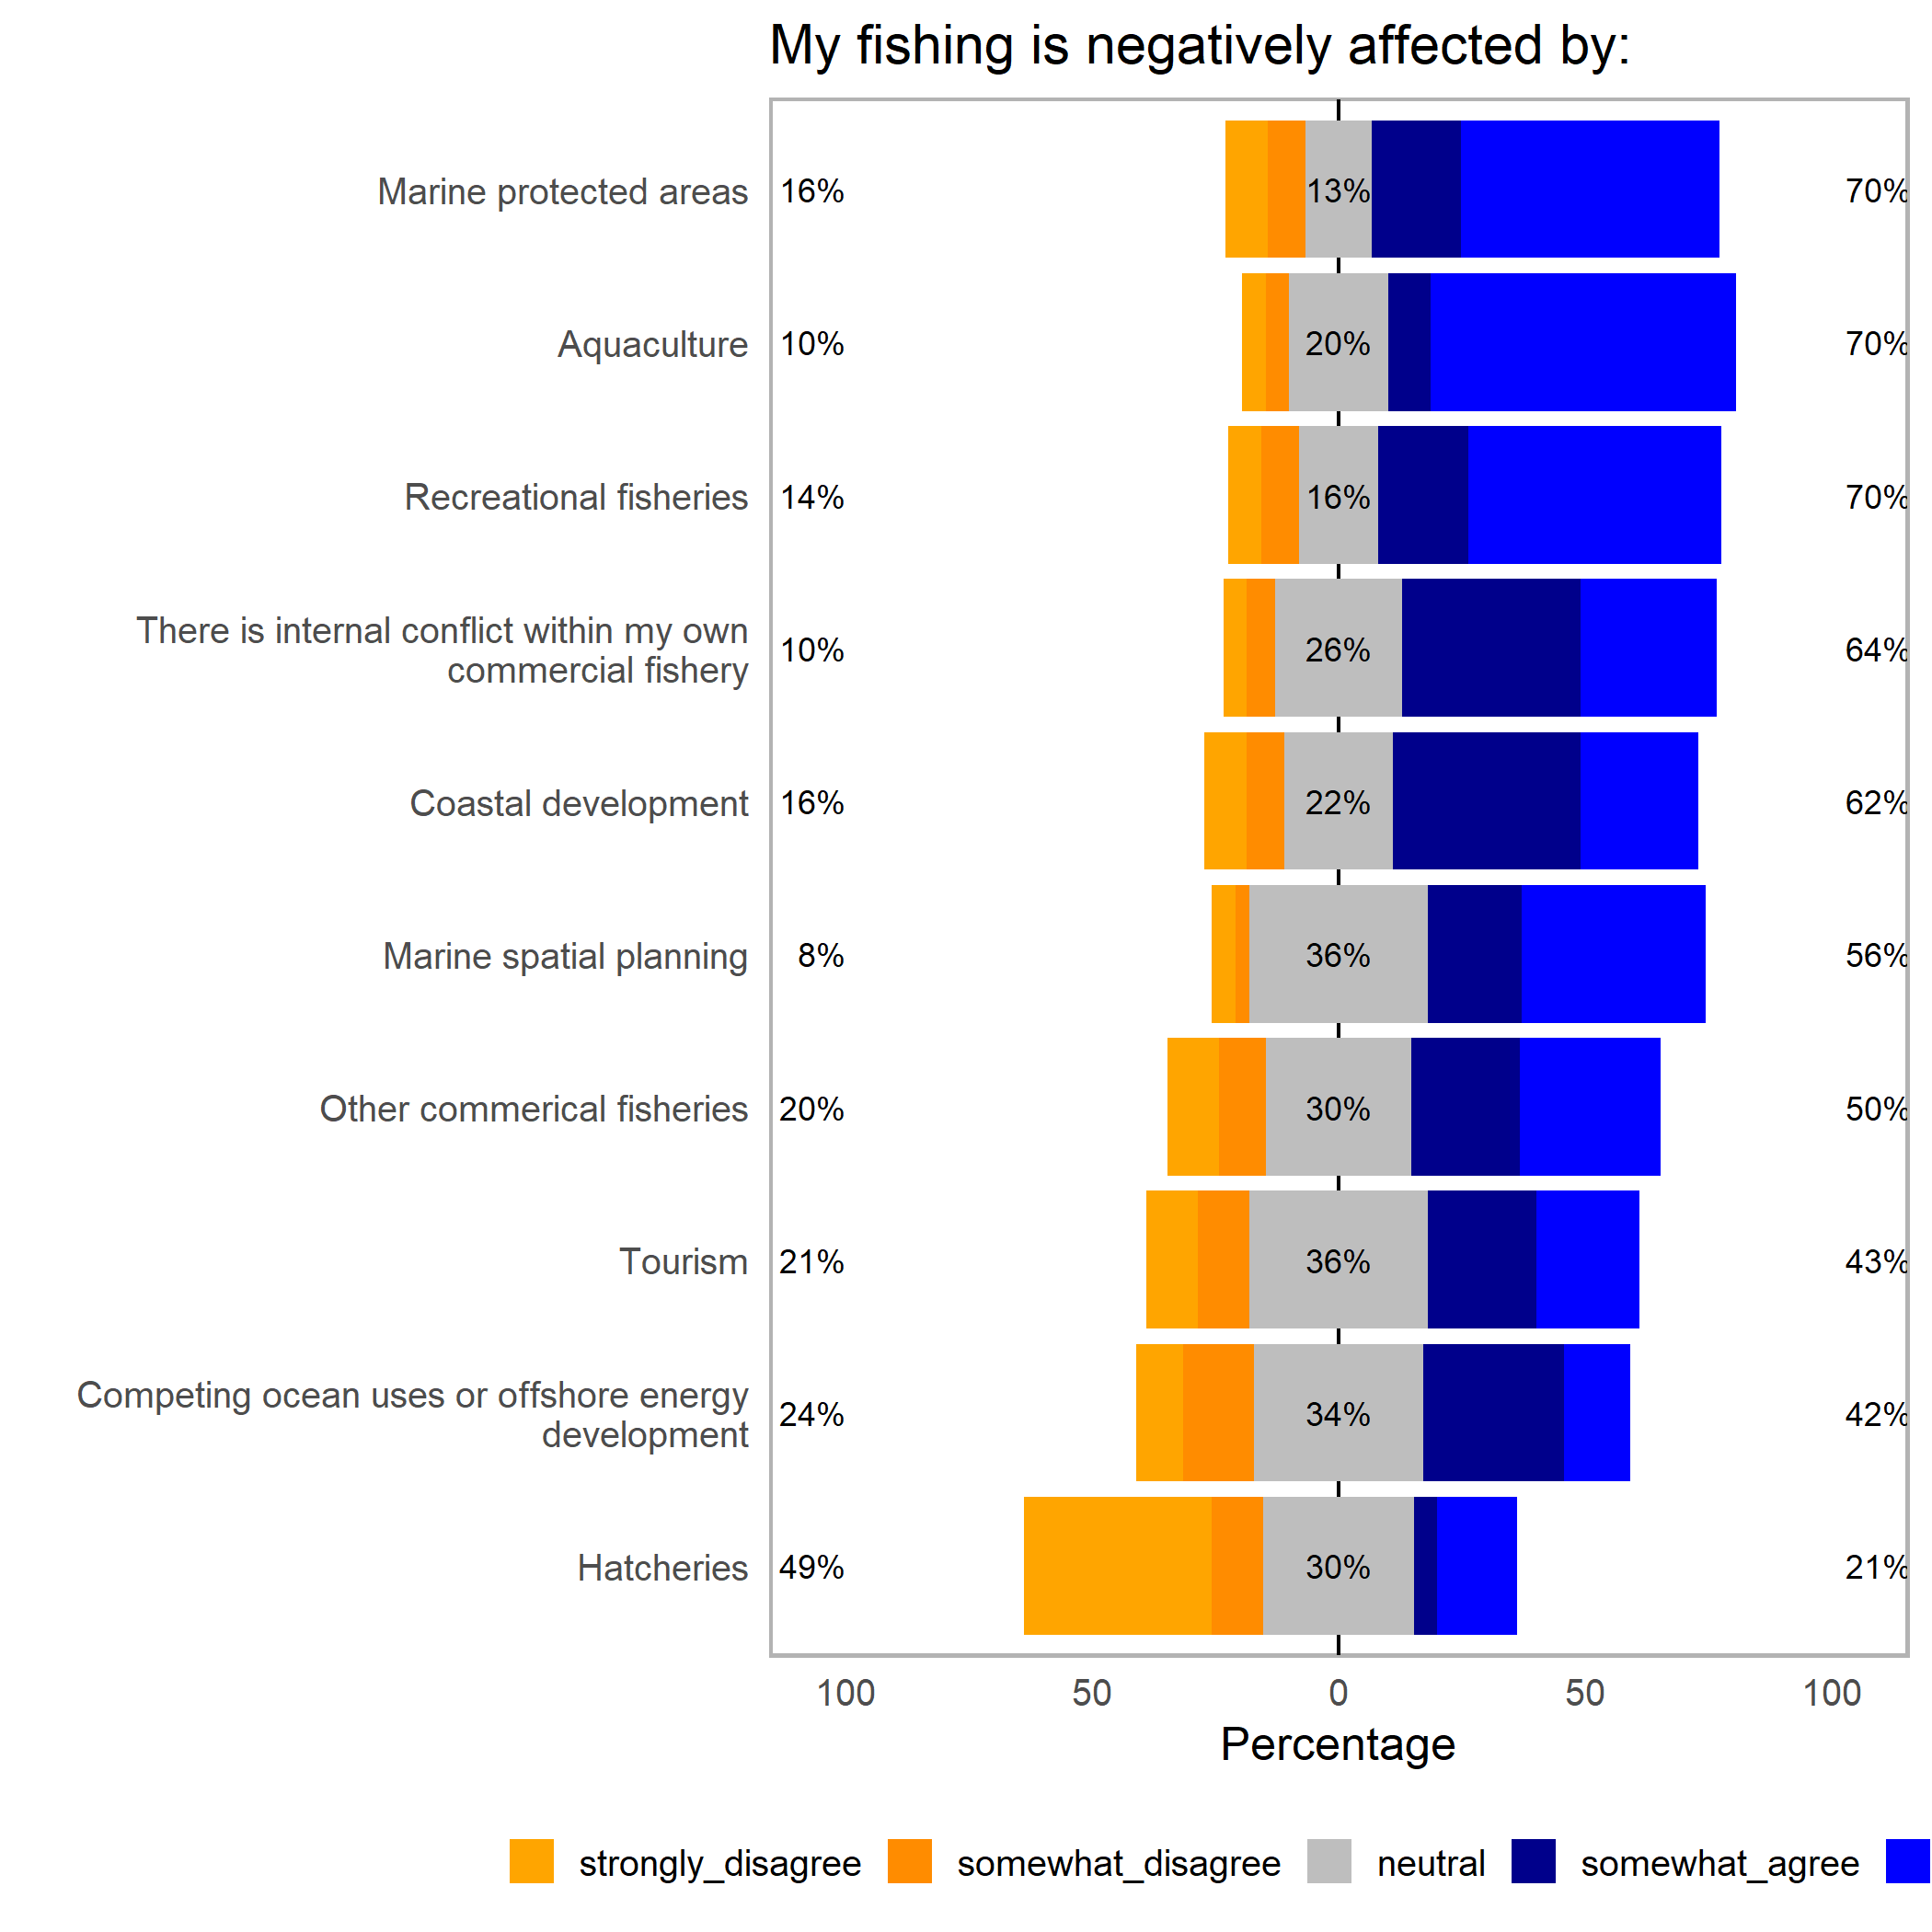 My fishing is negatively affected by:
Marine protected areas 16% 13% 70%
Aquaculture 10% 20% 70%
Recreational fisheries 14% 16% 70%
There is internal conflict within my own
commercial fishery 10% 26% 64%
Coastal development 16% 22% 62%
Marine spatial planning 8% 36% 56%
Other commerical fisheries 20% 30% 50%
Tourism 21% 36% 43%
Competing ocean uses or offshore energy
development 24% 34% 42%
Hatcheries 49% 30% 21%
100 50 0 50 100
Percentage
strongly_disagree somewhat_disagree neutral somewhat_agree